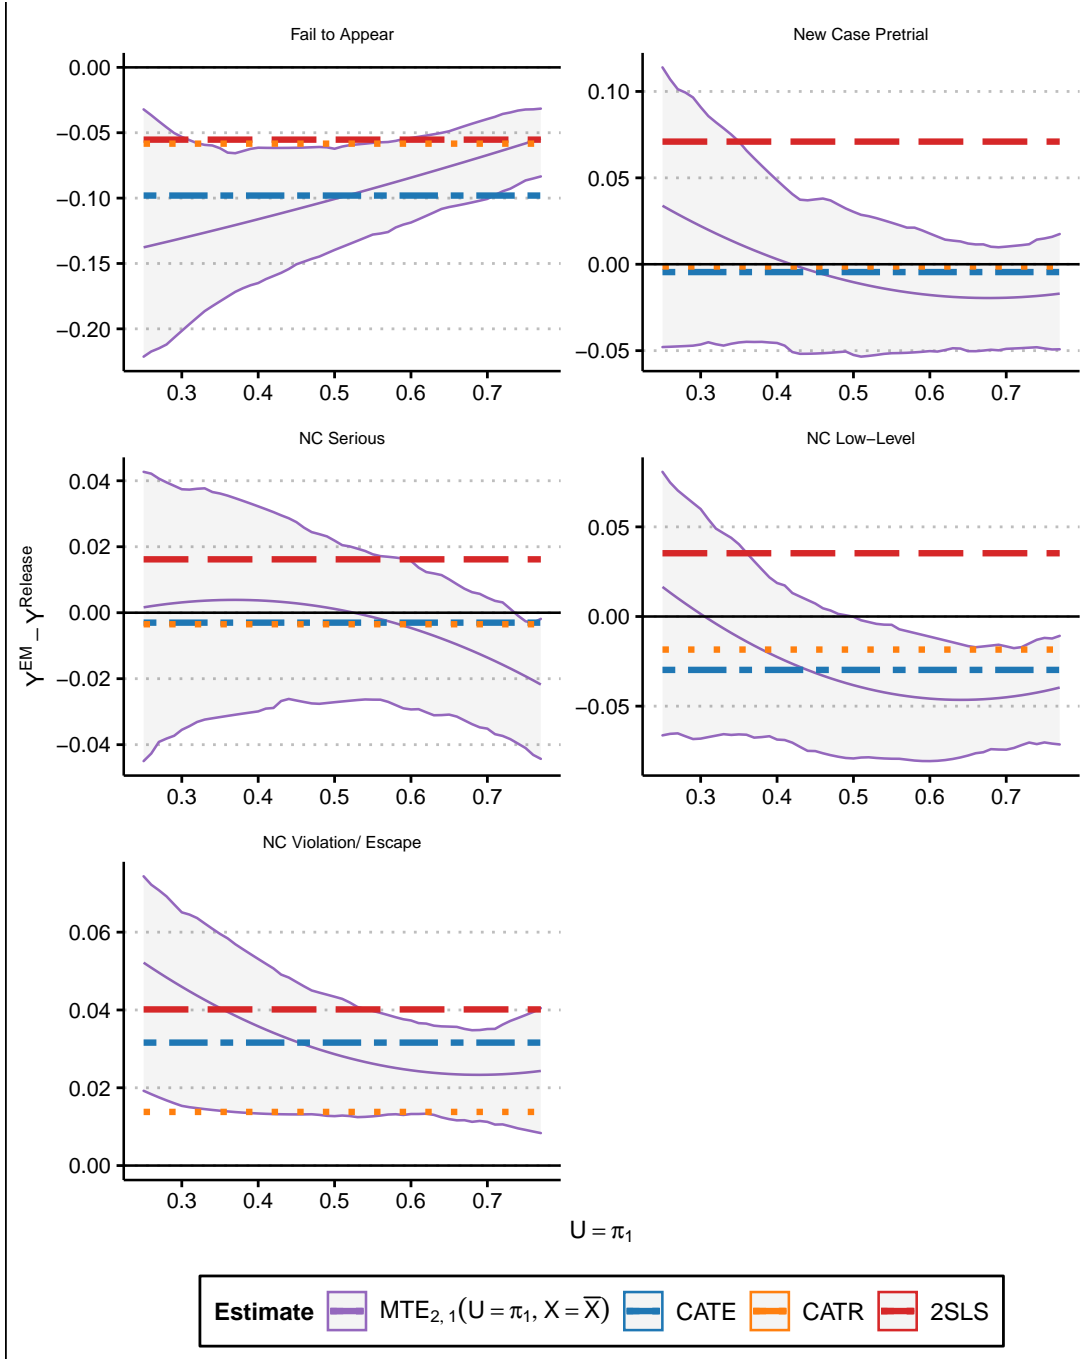 Fail to Appear
New Case Pretrial
0.00
−0.05
−0.10
−0.15
−0.20
0.3 0.4 0.5 0.6 0.7
0.10
0.05
0.00
−0.05
0.3 0.4 0.5 0.6 0.7
NC Serious
NC Low−Level
0.04
0.02
0.00
−0.02
−0.04
0.3 0.4 0.5 0.6 0.7
0.05
0.00
−0.05
0.3 0.4 0.5 0.6 0.7
Y^EM − Y^Release
NC Violation/ Escape
0.06
0.04
0.02
0.00
0.3 0.4 0.5 0.6 0.7
U = π₁
Estimate MTE₂, ₁(U = π₁, X = X̄) CATE CATR 2SLS